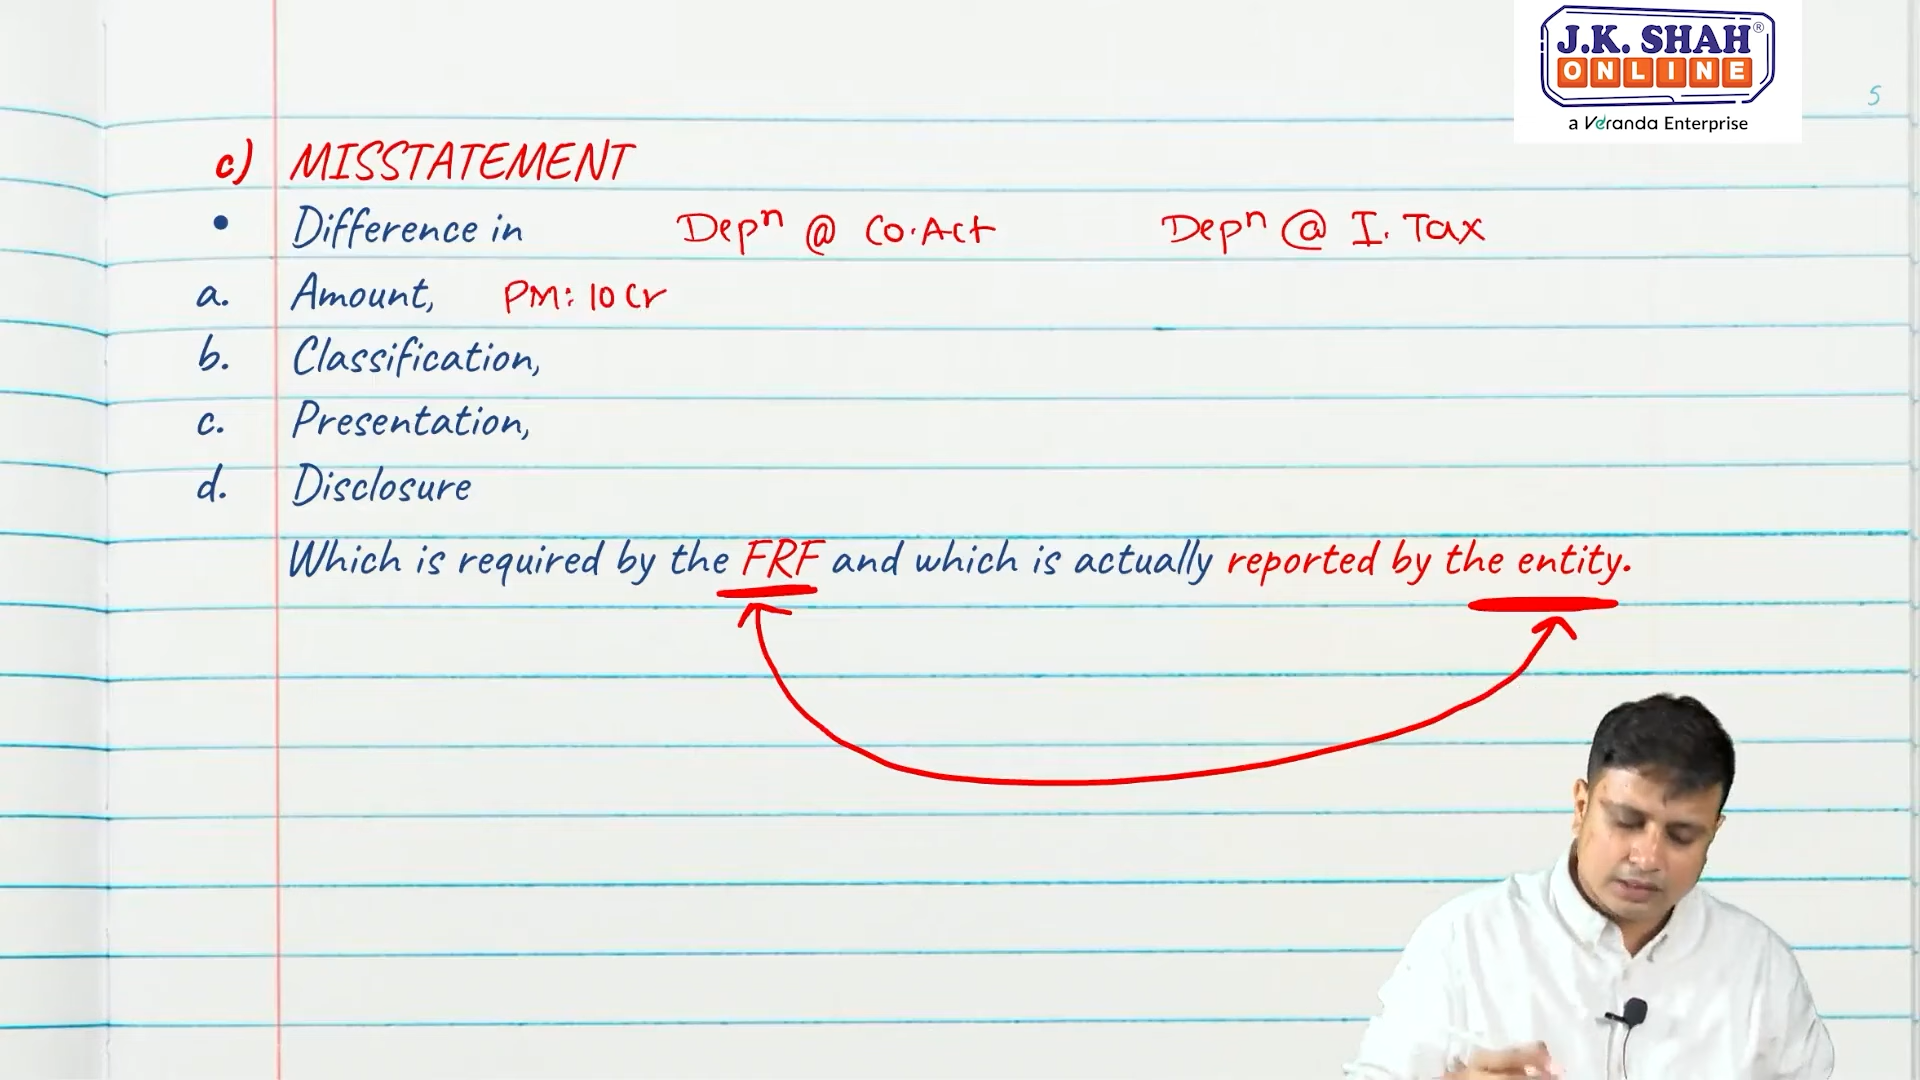 J.K. SHAH®
ONLINE
a Veranda Enterprise
5
c) MISSTATEMENT
• Difference in Depⁿ @ Co. Act Depⁿ @ I. Tax
a. Amount, PM: 10 Cr
b. Classification,
c. Presentation,
d. Disclosure
Which is required by the FRF and which is actually reported by the entity.